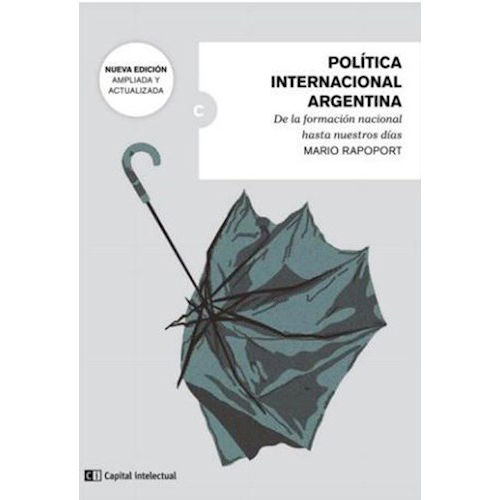 NUEVA EDICIÓN
AMPLIADA Y
ACTUALIZADA
C
POLÍTICA
INTERNACIONAL
ARGENTINA
De la formación nacional
hasta nuestros días
MARIO RAPOPORT
CI Capital intelectual